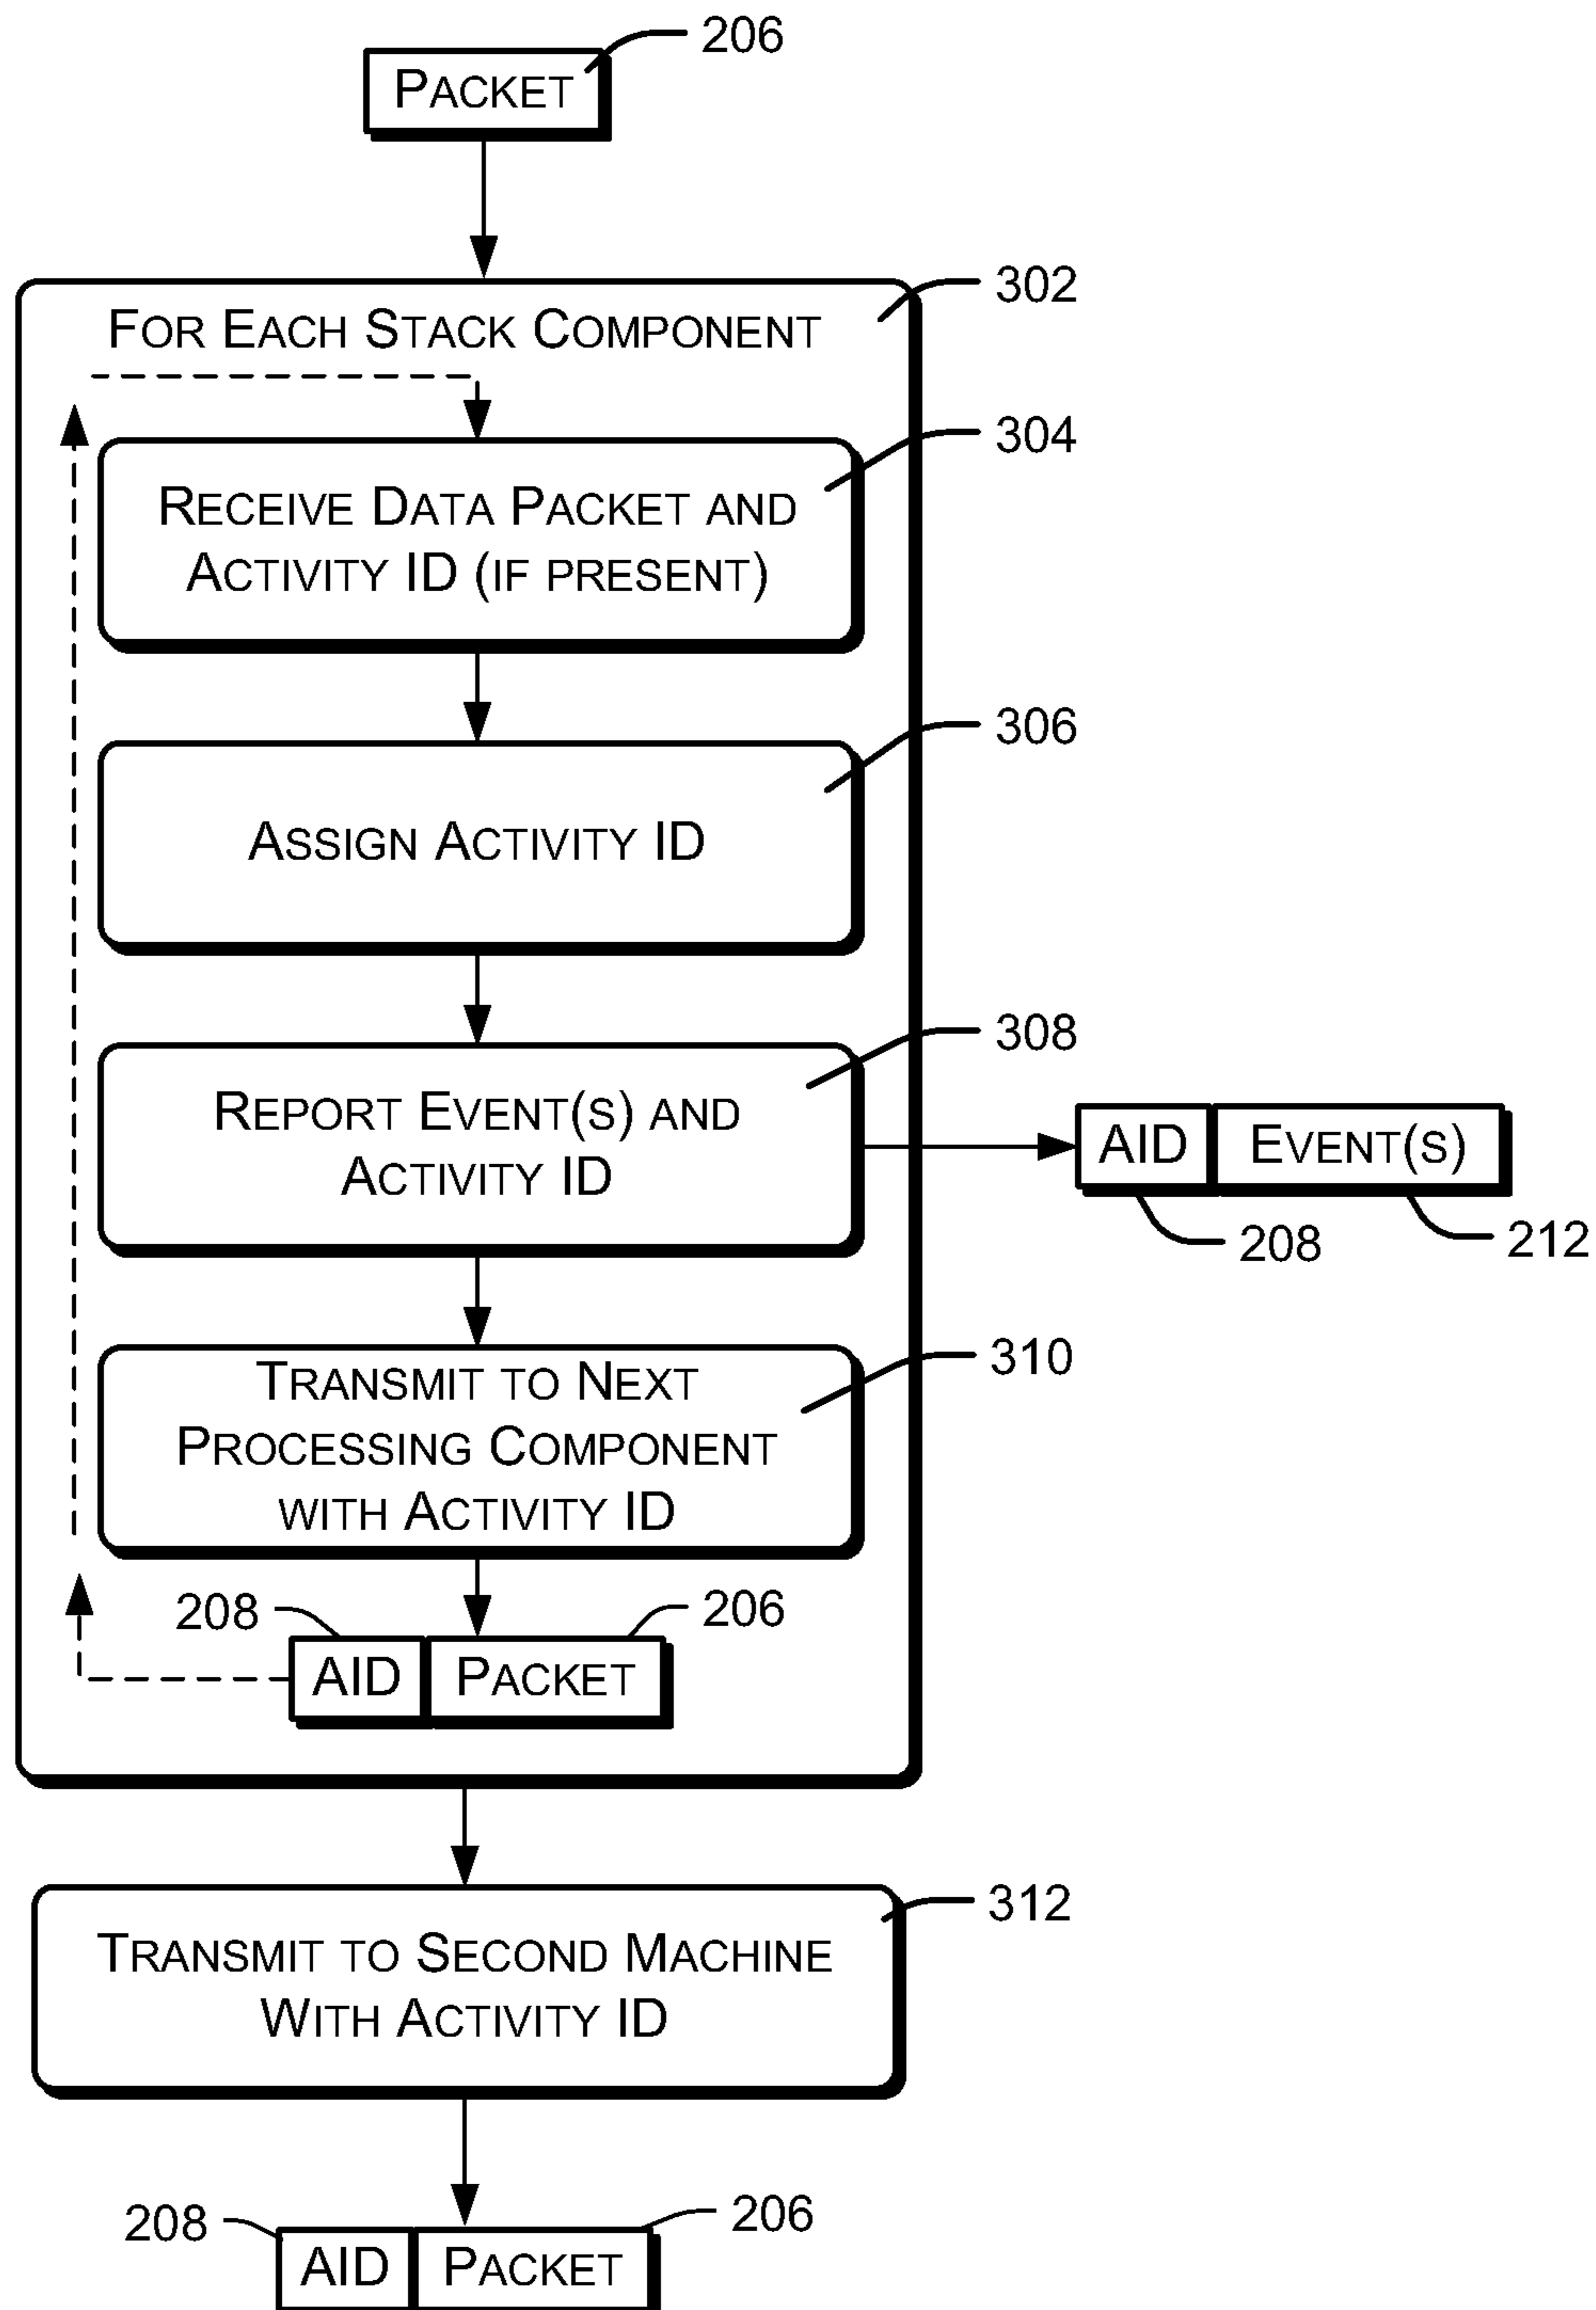 206
PACKET
302
FOR EACH STACK COMPONENT
304
RECEIVE DATA PACKET AND
ACTIVITY ID (IF PRESENT)
306
ASSIGN ACTIVITY ID
308
REPORT EVENT(S) AND
ACTIVITY ID
AID
EVENT(S)
208
212
310
TRANSMIT TO NEXT
PROCESSING COMPONENT
WITH ACTIVITY ID
208
206
AID
PACKET
312
TRANSMIT TO SECOND MACHINE
WITH ACTIVITY ID
208
206
AID
PACKET